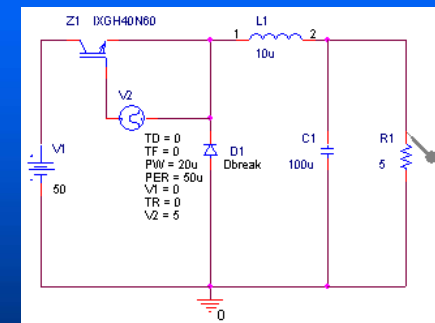 Z1 IXGH40N60
L1
1 2
10u
V2
TD = 0
TF = 0
PW = 20u
PER = 50u
V1 = 0
TR = 0
V2 = 5
D1
Dbreak
C1
100u
R1
5
V1
50
0